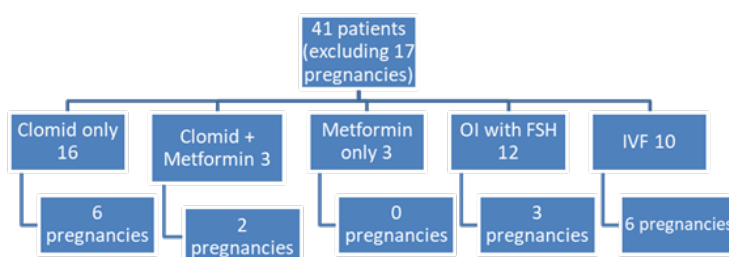 41 patients
(excluding 17
pregnancies)
Clomid only
16
Clomid +
Metformin 3
Metformin
only 3
OI with FSH
12
IVF 10
6
pregnancies
2
pregnancies
0
pregnancies
3
pregnancies
6 pregnancies